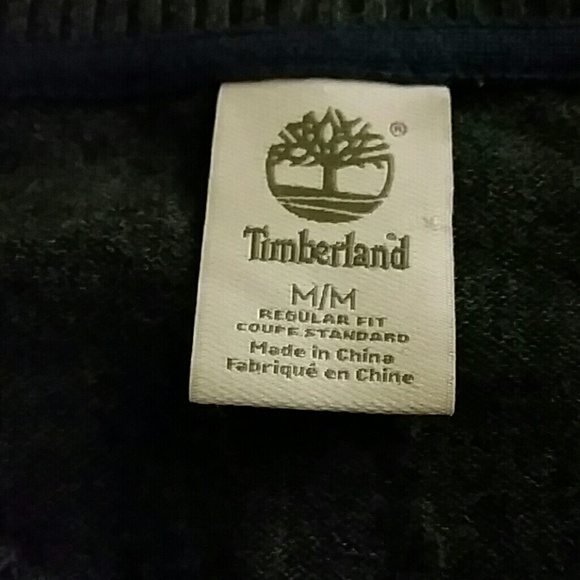 ®
Timberland
M/M
REGULAR FIT
COUPE STANDARD
Made in China
Fabriqué en Chine